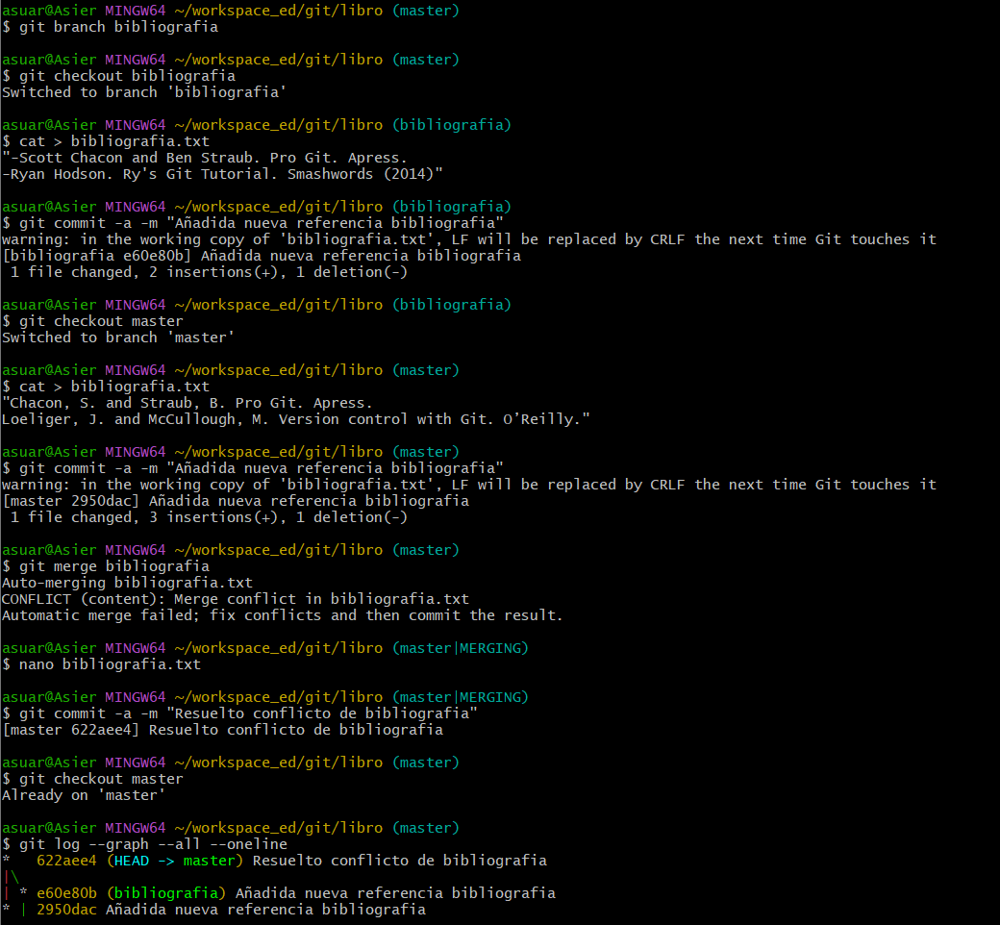 asuar@Asier MINGW64 ~/workspace_ed/git/libro (master)
$ git branch bibliografia

asuar@Asier MINGW64 ~/workspace_ed/git/libro (master)
$ git checkout bibliografia
Switched to branch 'bibliografia'

asuar@Asier MINGW64 ~/workspace_ed/git/libro (bibliografia)
$ cat > bibliografia.txt
"-Scott Chacon and Ben Straub. Pro Git. Apress.
-Ryan Hodson. Ry's Git Tutorial. Smashwords (2014)"

asuar@Asier MINGW64 ~/workspace_ed/git/libro (bibliografia)
$ git commit -a -m "Añadida nueva referencia bibliografia"
warning: in the working copy of 'bibliografia.txt', LF will be replaced by CRLF the next time Git touches it
[bibliografia e60e80b] Añadida nueva referencia bibliografia
 1 file changed, 2 insertions(+), 1 deletion(-)

asuar@Asier MINGW64 ~/workspace_ed/git/libro (bibliografia)
$ git checkout master
Switched to branch 'master'

asuar@Asier MINGW64 ~/workspace_ed/git/libro (master)
$ cat > bibliografia.txt
"Chacon, S. and Straub, B. Pro Git. Apress.
Loeliger, J. and McCullough, M. Version control with Git. O’Reilly."

asuar@Asier MINGW64 ~/workspace_ed/git/libro (master)
$ git commit -a -m "Añadida nueva referencia bibliografia"
warning: in the working copy of 'bibliografia.txt', LF will be replaced by CRLF the next time Git touches it
[master 2950dac] Añadida nueva referencia bibliografia
 1 file changed, 3 insertions(+), 1 deletion(-)

asuar@Asier MINGW64 ~/workspace_ed/git/libro (master)
$ git merge bibliografia
Auto-merging bibliografia.txt
CONFLICT (content): Merge conflict in bibliografia.txt
Automatic merge failed; fix conflicts and then commit the result.

asuar@Asier MINGW64 ~/workspace_ed/git/libro (master|MERGING)
$ nano bibliografia.txt

asuar@Asier MINGW64 ~/workspace_ed/git/libro (master|MERGING)
$ git commit -a -m "Resuelto conflicto de bibliografia"
[master 622aee4] Resuelto conflicto de bibliografia

asuar@Asier MINGW64 ~/workspace_ed/git/libro (master)
$ git checkout master
Already on 'master'

asuar@Asier MINGW64 ~/workspace_ed/git/libro (master)
$ git log --graph --all --oneline
*   622aee4 (HEAD -> master) Resuelto conflicto de bibliografia
|\
| * e60e80b (bibliografia) Añadida nueva referencia bibliografia
* | 2950dac Añadida nueva referencia bibliografia